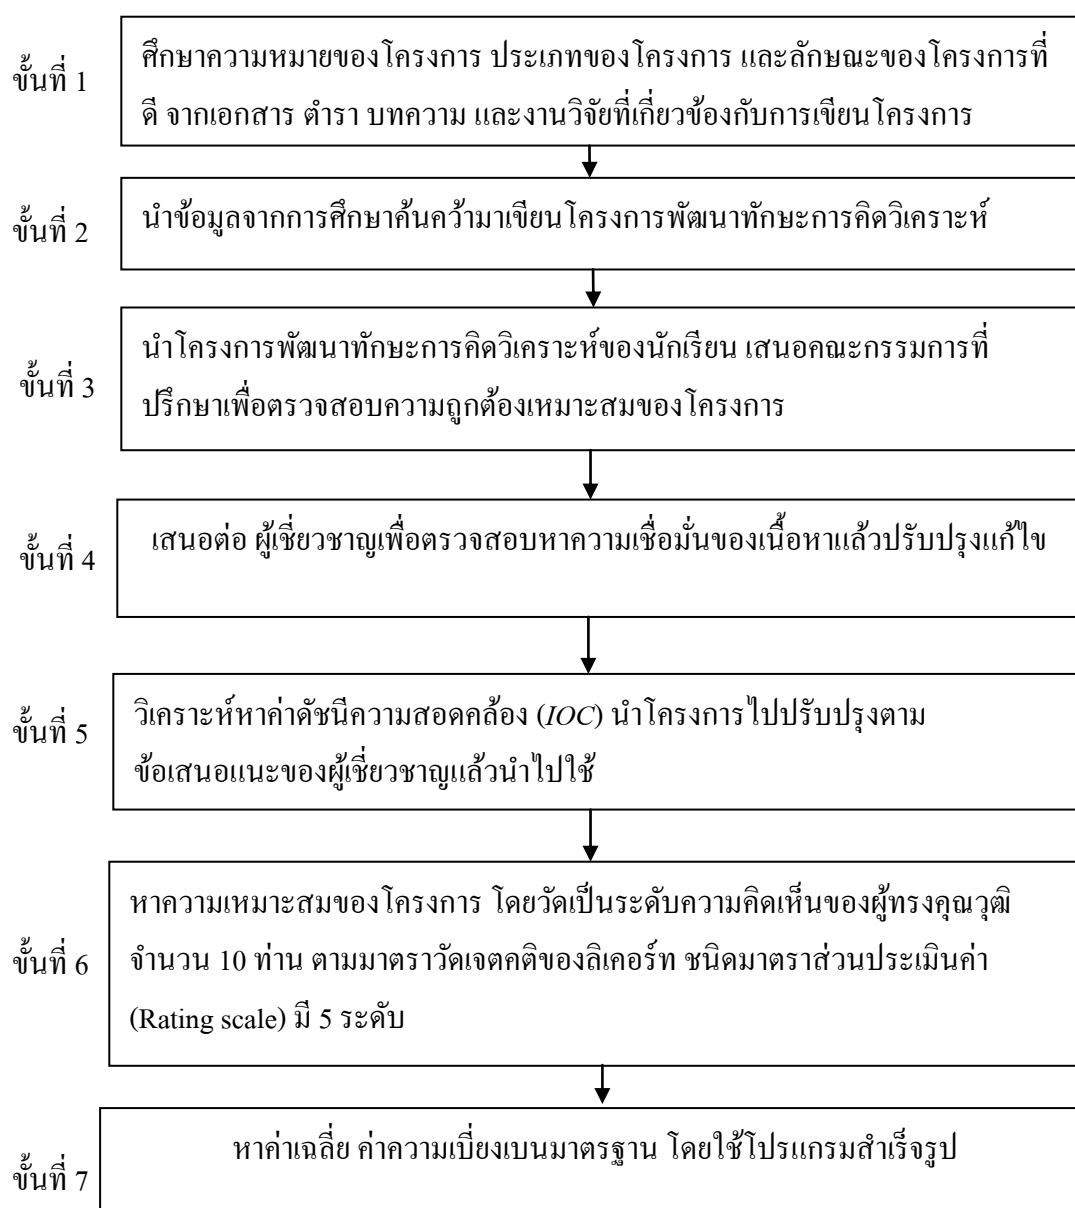 ขั้นที่ 1
ศึกษาความหมายของโครงการ ประเภทของโครงการ และลักษณะของโครงการที่
ดี จากเอกสาร ตำรา บทความ และงานวิจัยที่เกี่ยวข้องกับการเขียนโครงการ
ขั้นที่ 2
นำข้อมูลจากการศึกษาค้นคว้ามาเขียนโครงการพัฒนาทักษะการคิดวิเคราะห์
ขั้นที่ 3
นำโครงการพัฒนาทักษะการคิดวิเคราะห์ของนักเรียน เสนอคณะกรรมการที่
ปรึกษาเพื่อตรวจสอบความถูกต้องเหมาะสมของโครงการ
ขั้นที่ 4
เสนอต่อ ผู้เชี่ยวชาญเพื่อตรวจสอบหาความเชื่อมั่นของเนื้อหาแล้วปรับปรุงแก้ไข
ขั้นที่ 5
วิเคราะห์หาค่าดัชนีความสอดคล้อง (IOC) นำโครงการไปปรับปรุงตาม
ข้อเสนอแนะของผู้เชี่ยวชาญแล้วนำไปใช้
ขั้นที่ 6
หาความเหมาะสมของโครงการ โดยวัดเป็นระดับความคิดเห็นของผู้ทรงคุณวุฒิ
จำนวน 10 ท่าน ตามมาตราวัดเจตคติของลิเคอร์ท ชนิดมาตราส่วนประเมินค่า
(Rating scale) มี 5 ระดับ
ขั้นที่ 7
หาค่าเฉลี่ย ค่าความเบี่ยงเบนมาตรฐาน โดยใช้โปรแกรมสำเร็จรูป